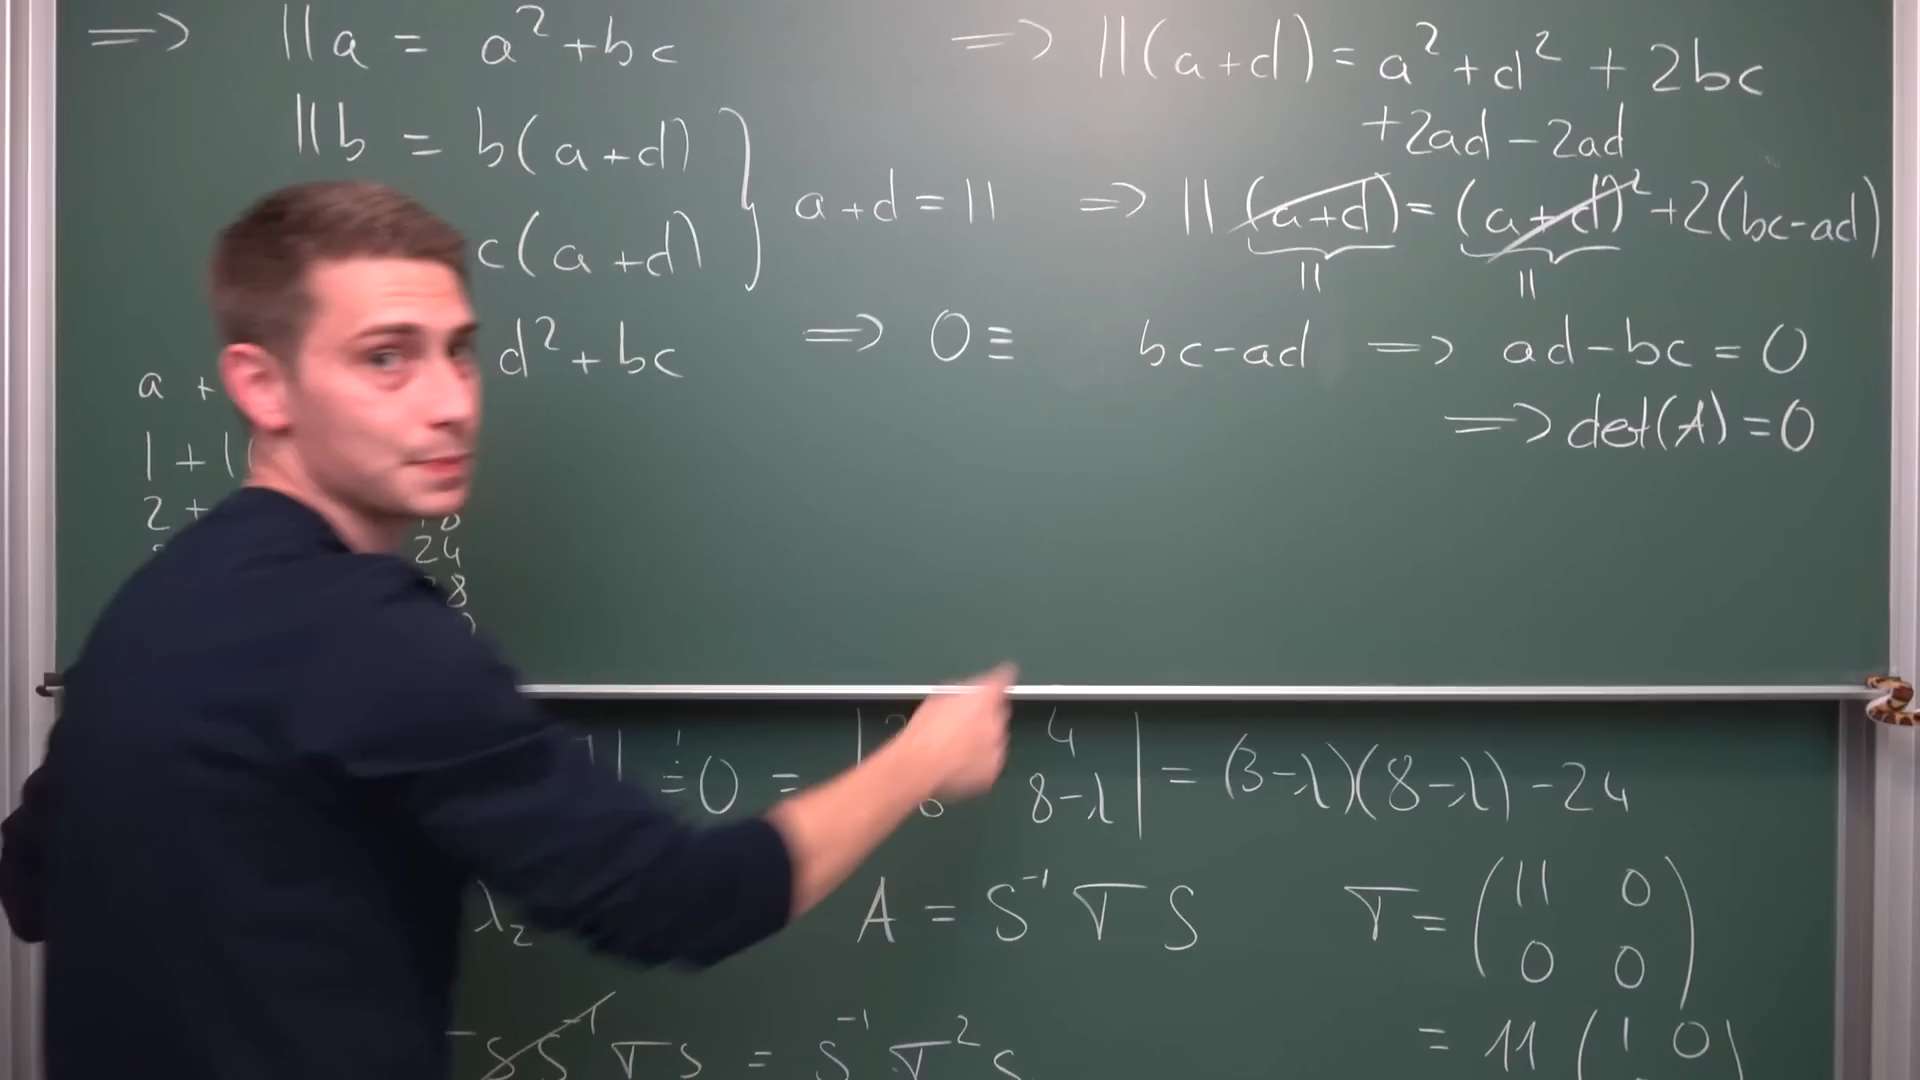 => 11a = a² + bc
11b = b(a+d)
c(a+d)
d² + bc
} a+d = 11
a +
1 + 1
2 +
24
8
=> 11(a+d) = a² + d² + 2bc
+2ad - 2ad
=> 11(a+d) = (a+d)² + 2(bc-ad)
11 11
=> 0 ≡ bc-ad => ad-bc = 0
=> det(A) = 0
! = 0 = | 4
8-λ | = (3-λ)(8-λ) - 24
λ₂ A = S⁻¹ T S T = (11 0
0 0)
S S⁻¹ T S = S⁻¹ T² S = 11 (1 0)